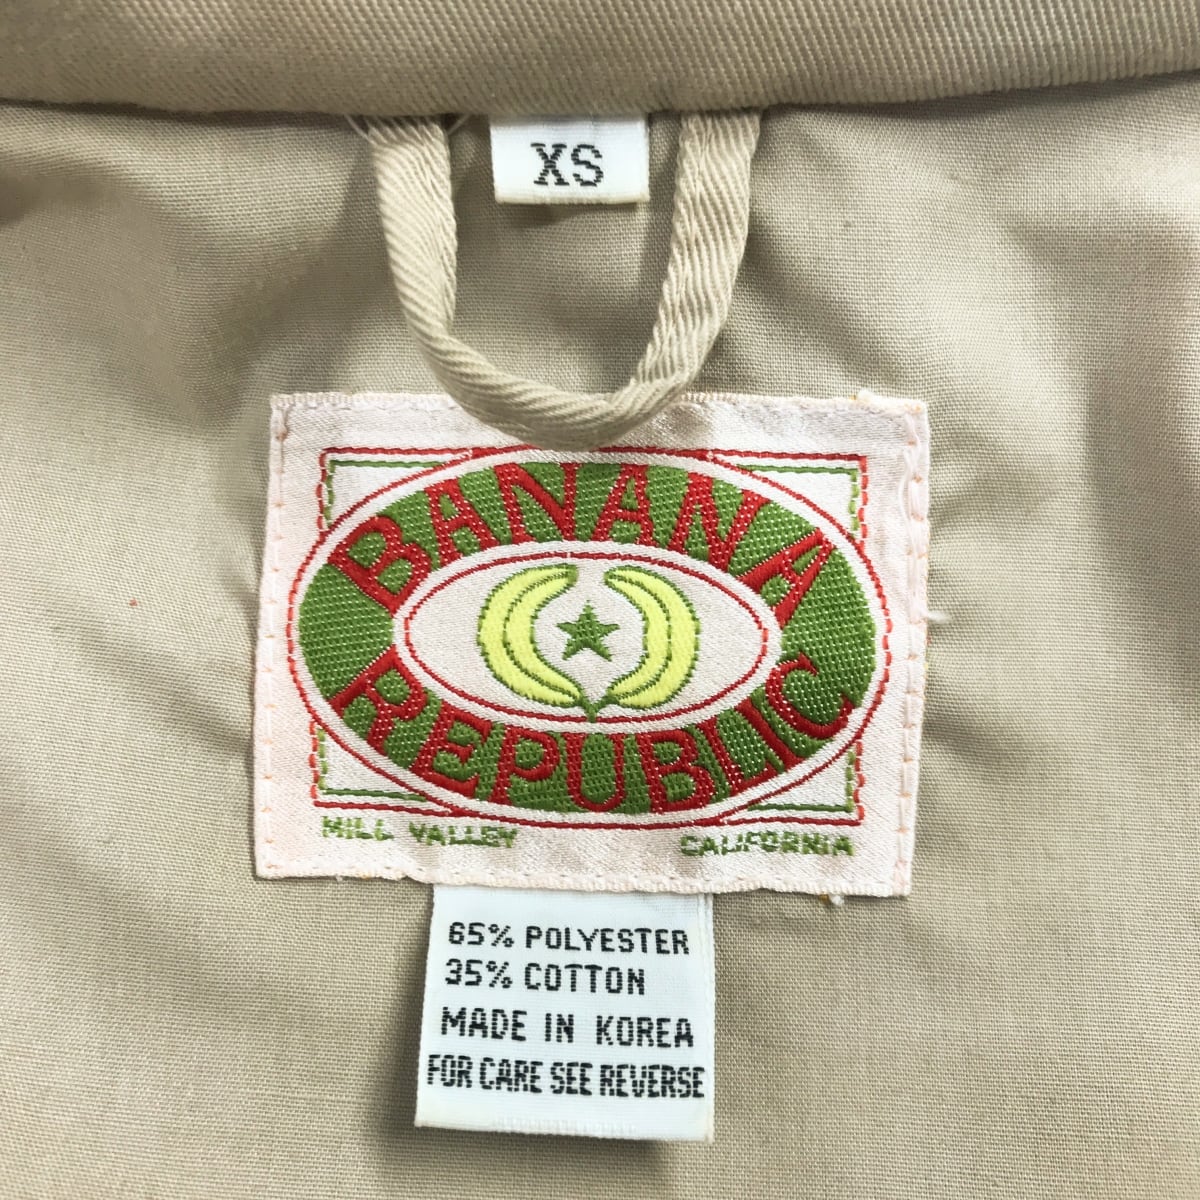 XS
BANANA
REPUBLIC
MILL VALLEY CALIFORNIA
65% POLYESTER
35% COTTON
MADE IN KOREA
FOR CARE SEE REVERSE